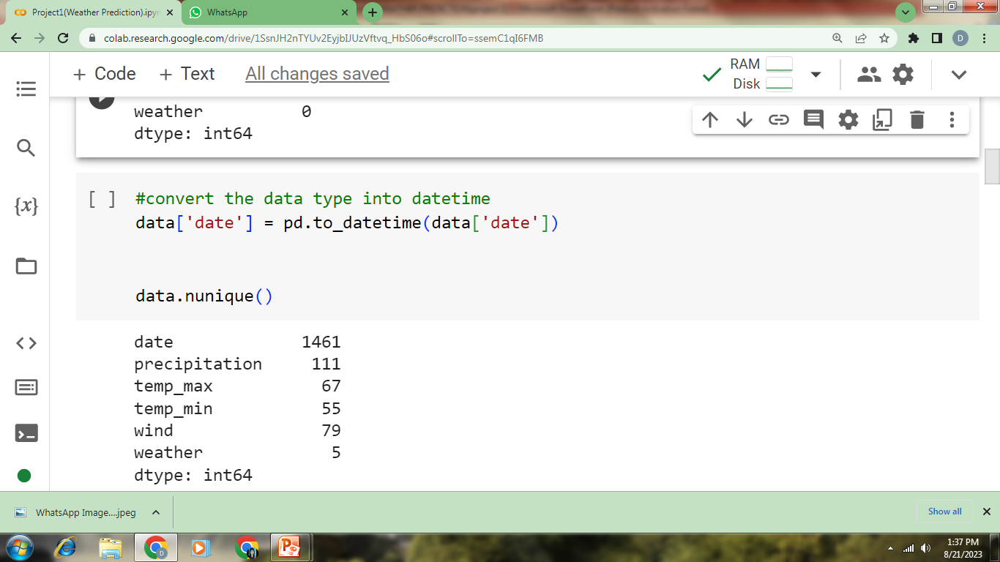 Project1(Weather Prediction).ipyn
WhatsApp
colab.research.google.com/drive/1SsnJH2nTYUv2EyjbIJUzVftvq_HbS06o#scrollTo=ssemC1qI6FMB
D
+ Code + Text All changes saved
RAM
Disk
weather 0
dtype: int64
{x}
[ ] #convert the data type into datetime
data['date'] = pd.to_datetime(data['date'])
data.nunique()
date 1461
precipitation 111
temp_max 67
temp_min 55
wind 79
weather 5
dtype: int64
WhatsApp Image....jpeg
Show all
1:37 PM
8/21/2023